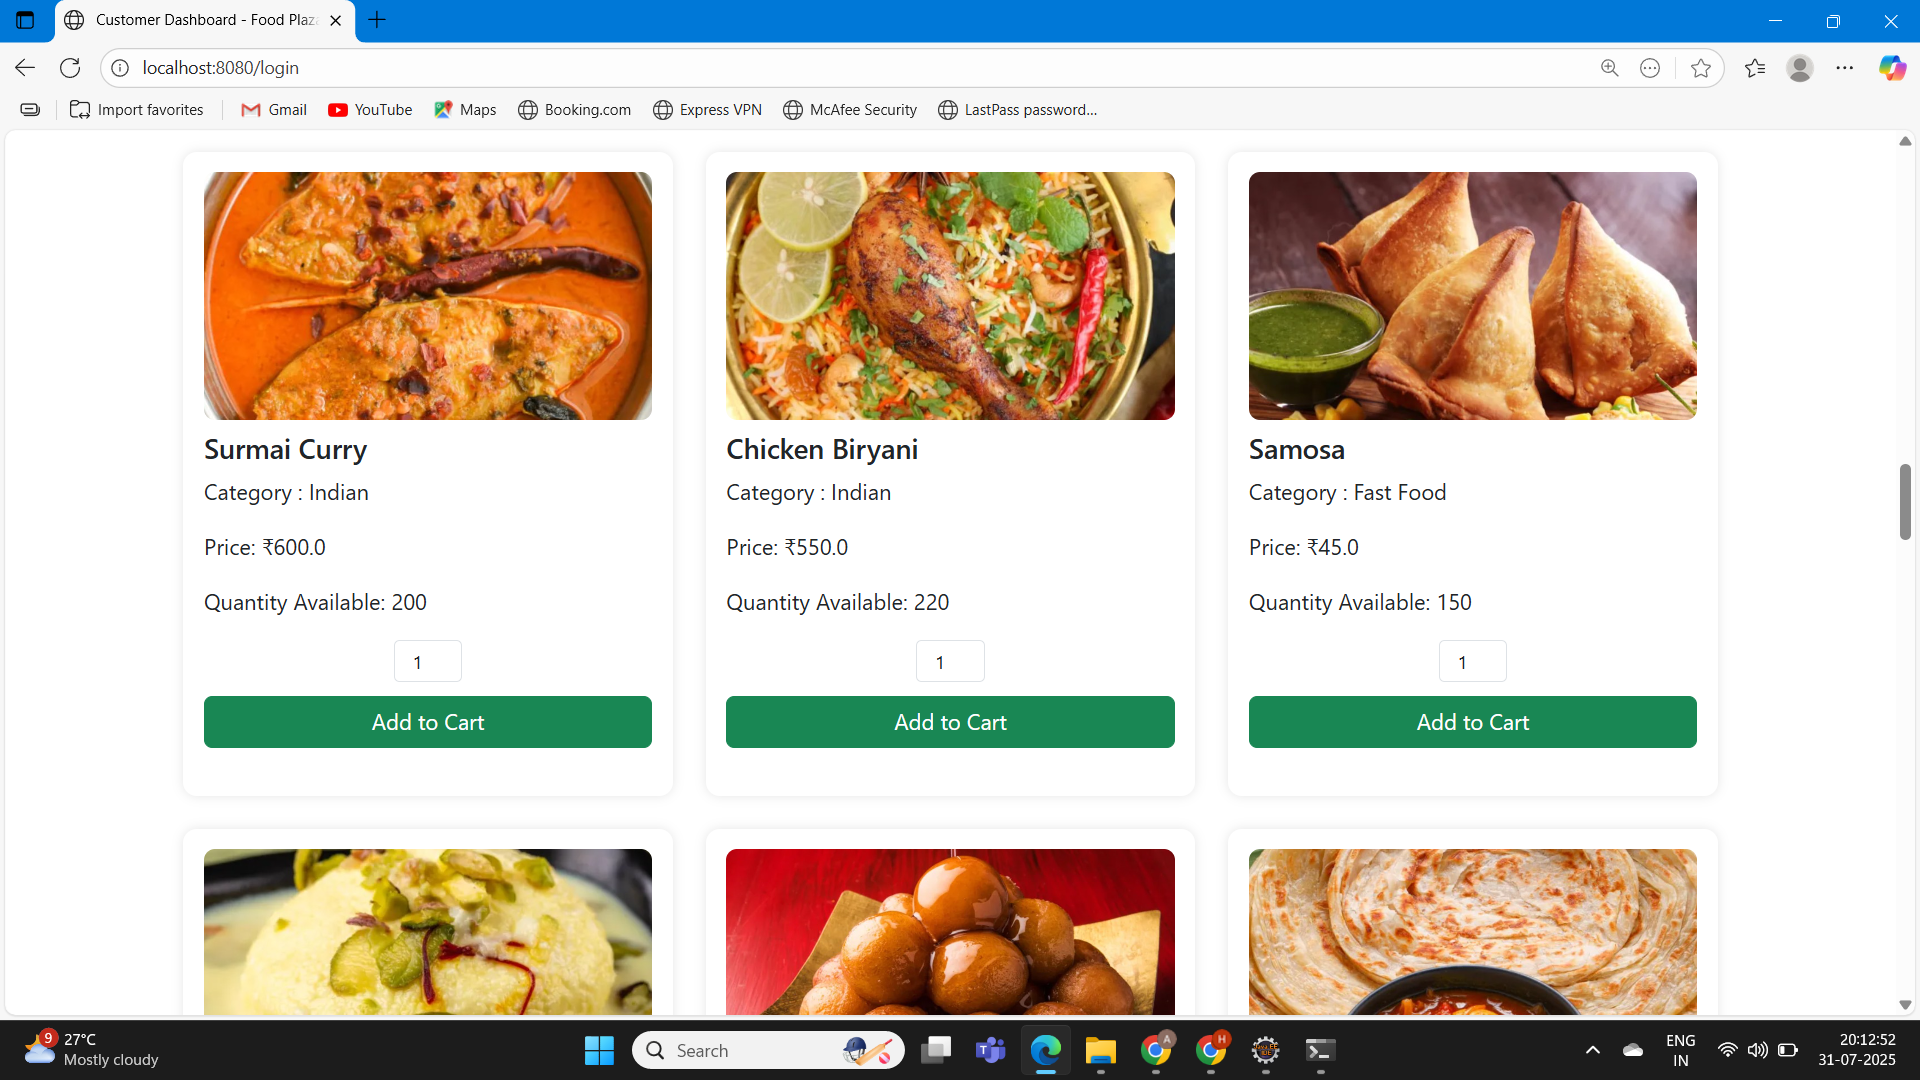 Customer Dashboard - Food Plaz
localhost:8080/login
Import favorites
Gmail
YouTube
Maps
Booking.com
Express VPN
McAfee Security
LastPass password...
Surmai Curry
Category : Indian
Price: ₹600.0
Quantity Available: 200
1
Add to Cart
Chicken Biryani
Category : Indian
Price: ₹550.0
Quantity Available: 220
1
Add to Cart
Samosa
Category : Fast Food
Price: ₹45.0
Quantity Available: 150
1
Add to Cart
9
27°C
Mostly cloudy
Search
A
H
ENG
IN
20:12:52
31-07-2025